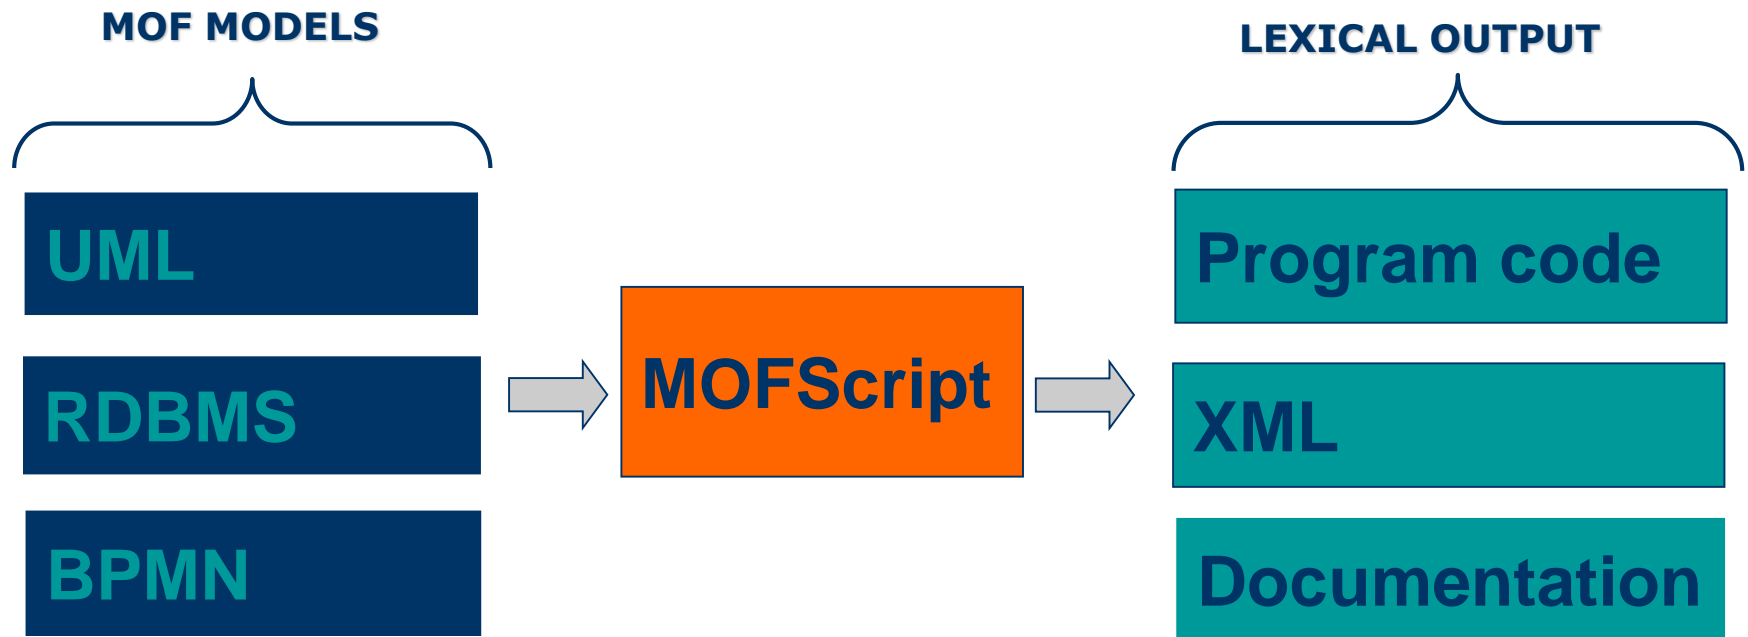 MOF MODELS
UML
RDBMS
BPMN
MOFScript
LEXICAL OUTPUT
Program code
XML
Documentation